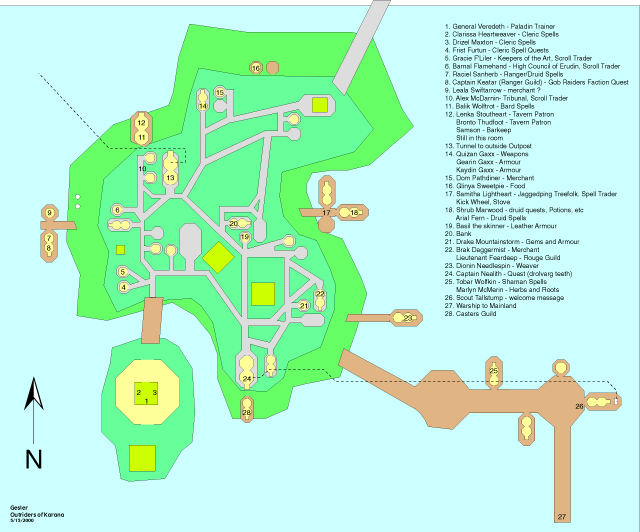 1. General Veredeth - Paladin Trainer
2. Clarissa Heartweaver - Cleric Spells
3. Drizel Maxton - Cleric Spells
4. Frist Furtun - Cleric Spell Quests
5. Gracie F'Liler - Keepers of the Art, Scroll Trader
6. Barnal Flamehand - High Council of Erudin, Scroll Trader
7. Raciel Sanherb - Ranger/Druid Spells
8. Captain Keatar (Ranger Guild) - Gob Raiders Faction Quest
9. Leala Swiftarrow - merchant ?
10. Alex McDarnin- Tribunal, Scroll Trader
11. Balik Wolftrot - Bard Spells
12. Lenka Stoutheart - Tavern Patron
Bronto Thudfoot - Tavern Patron
Samson - Barkeep
Still in this room
13. Tunnel to outside Outpost
14. Quizan Gaxx - Weapons
Gearin Gaxx - Armour
Kaydin Gaxx - Armour
15. Dom Pathdiner - Merchant
16. Glinya Sweetpie - Food
17. Samitha Lightheart - Jaggedping Treefolk. Spell Trader
Kick Wheel, Stove
18. Shrub Marwood - druid quests, Potions, etc
Arial Fern - Druid Spells
19. Basil the skinner - Leather Armour
20. Bank
21. Drake Mountainstorm - Gems and Armour
22. Brak Daggermist - Merchant
Lieutenant Feardeep - Rouge Guild
23. Dionin Needlespin - Weaver
24. Captain Nealith - Quest (drolvarg teeth)
25. Tobar Wolfkin - Shaman Spells
Marlyn McMerin - Herbs and Roots
26. Scout Tallstump - welcome message
27. Warship to Mainland
28. Casters Guild
16
15
14
12
11
10
13
9
7
8
6
17
18
20
19
5
4
22
21
23
24
25
2
3
1
28
26
27
N
Gesler
Outriders of Karana
5/15/2000